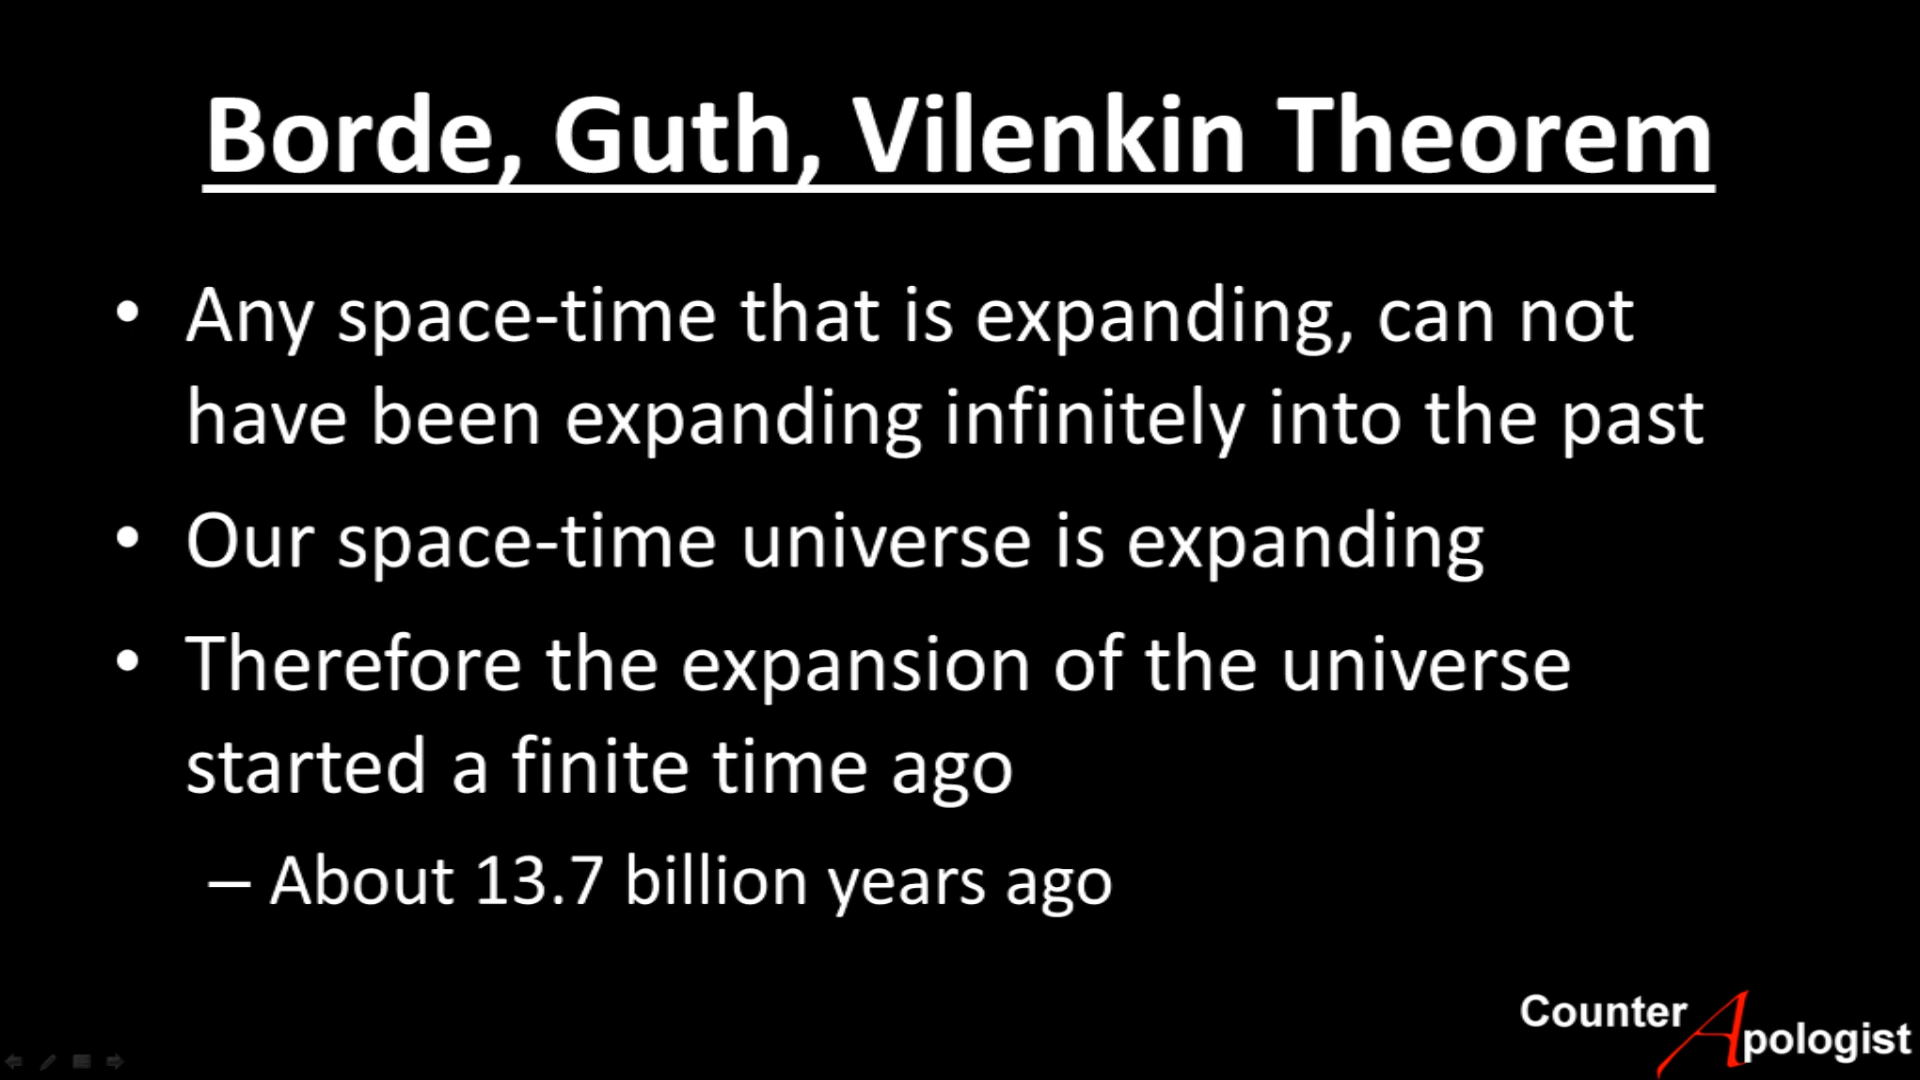 Borde, Guth, Vilenkin Theorem
• Any space-time that is expanding, can not
have been expanding infinitely into the past
• Our space-time universe is expanding
• Therefore the expansion of the universe
started a finite time ago
– About 13.7 billion years ago
Counter
Apologist